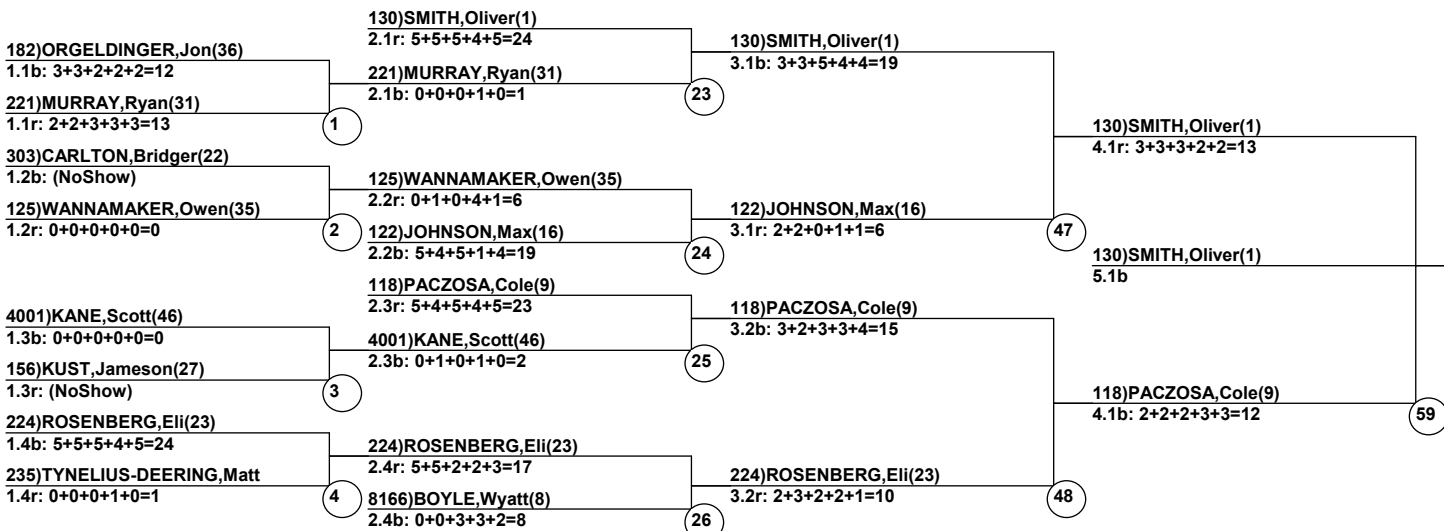 182)ORGELDINGER,Jon(36)
1.1b: 3+3+2+2+2=12
221)MURRAY,Ryan(31)
1.1r: 2+2+3+3+3=13
1
303)CARLTON,Bridger(22)
1.2b: (NoShow)
125)WANNAMAKER,Owen(35)
1.2r: 0+0+0+0+0=0
2
4001)KANE,Scott(46)
1.3b: 0+0+0+0+0=0
156)KUST,Jameson(27)
1.3r: (NoShow)
3
224)ROSENBERG,Eli(23)
1.4b: 5+5+5+4+5=24
235)TYNELIUS-DEERING,Matt
1.4r: 0+0+0+1+0=1
4
130)SMITH,Oliver(1)
2.1r: 5+5+5+4+5=24
221)MURRAY,Ryan(31)
2.1b: 0+0+0+1+0=1
23
125)WANNAMAKER,Owen(35)
2.2r: 0+1+0+4+1=6
122)JOHNSON,Max(16)
2.2b: 5+4+5+1+4=19
24
118)PACZOSA,Cole(9)
2.3r: 5+4+5+4+5=23
4001)KANE,Scott(46)
2.3b: 0+1+0+1+0=2
25
224)ROSENBERG,Eli(23)
2.4r: 5+5+2+2+3=17
8166)BOYLE,Wyatt(8)
2.4b: 0+0+3+3+2=8
26
130)SMITH,Oliver(1)
3.1b: 3+3+5+4+4=19
122)JOHNSON,Max(16)
3.1r: 2+2+0+1+1=6
47
118)PACZOSA,Cole(9)
3.2b: 3+2+3+3+4=15
224)ROSENBERG,Eli(23)
3.2r: 2+3+2+2+1=10
48
130)SMITH,Oliver(1)
4.1r: 3+3+3+2+2=13
118)PACZOSA,Cole(9)
4.1b: 2+2+2+3+3=12
59
130)SMITH,Oliver(1)
5.1b